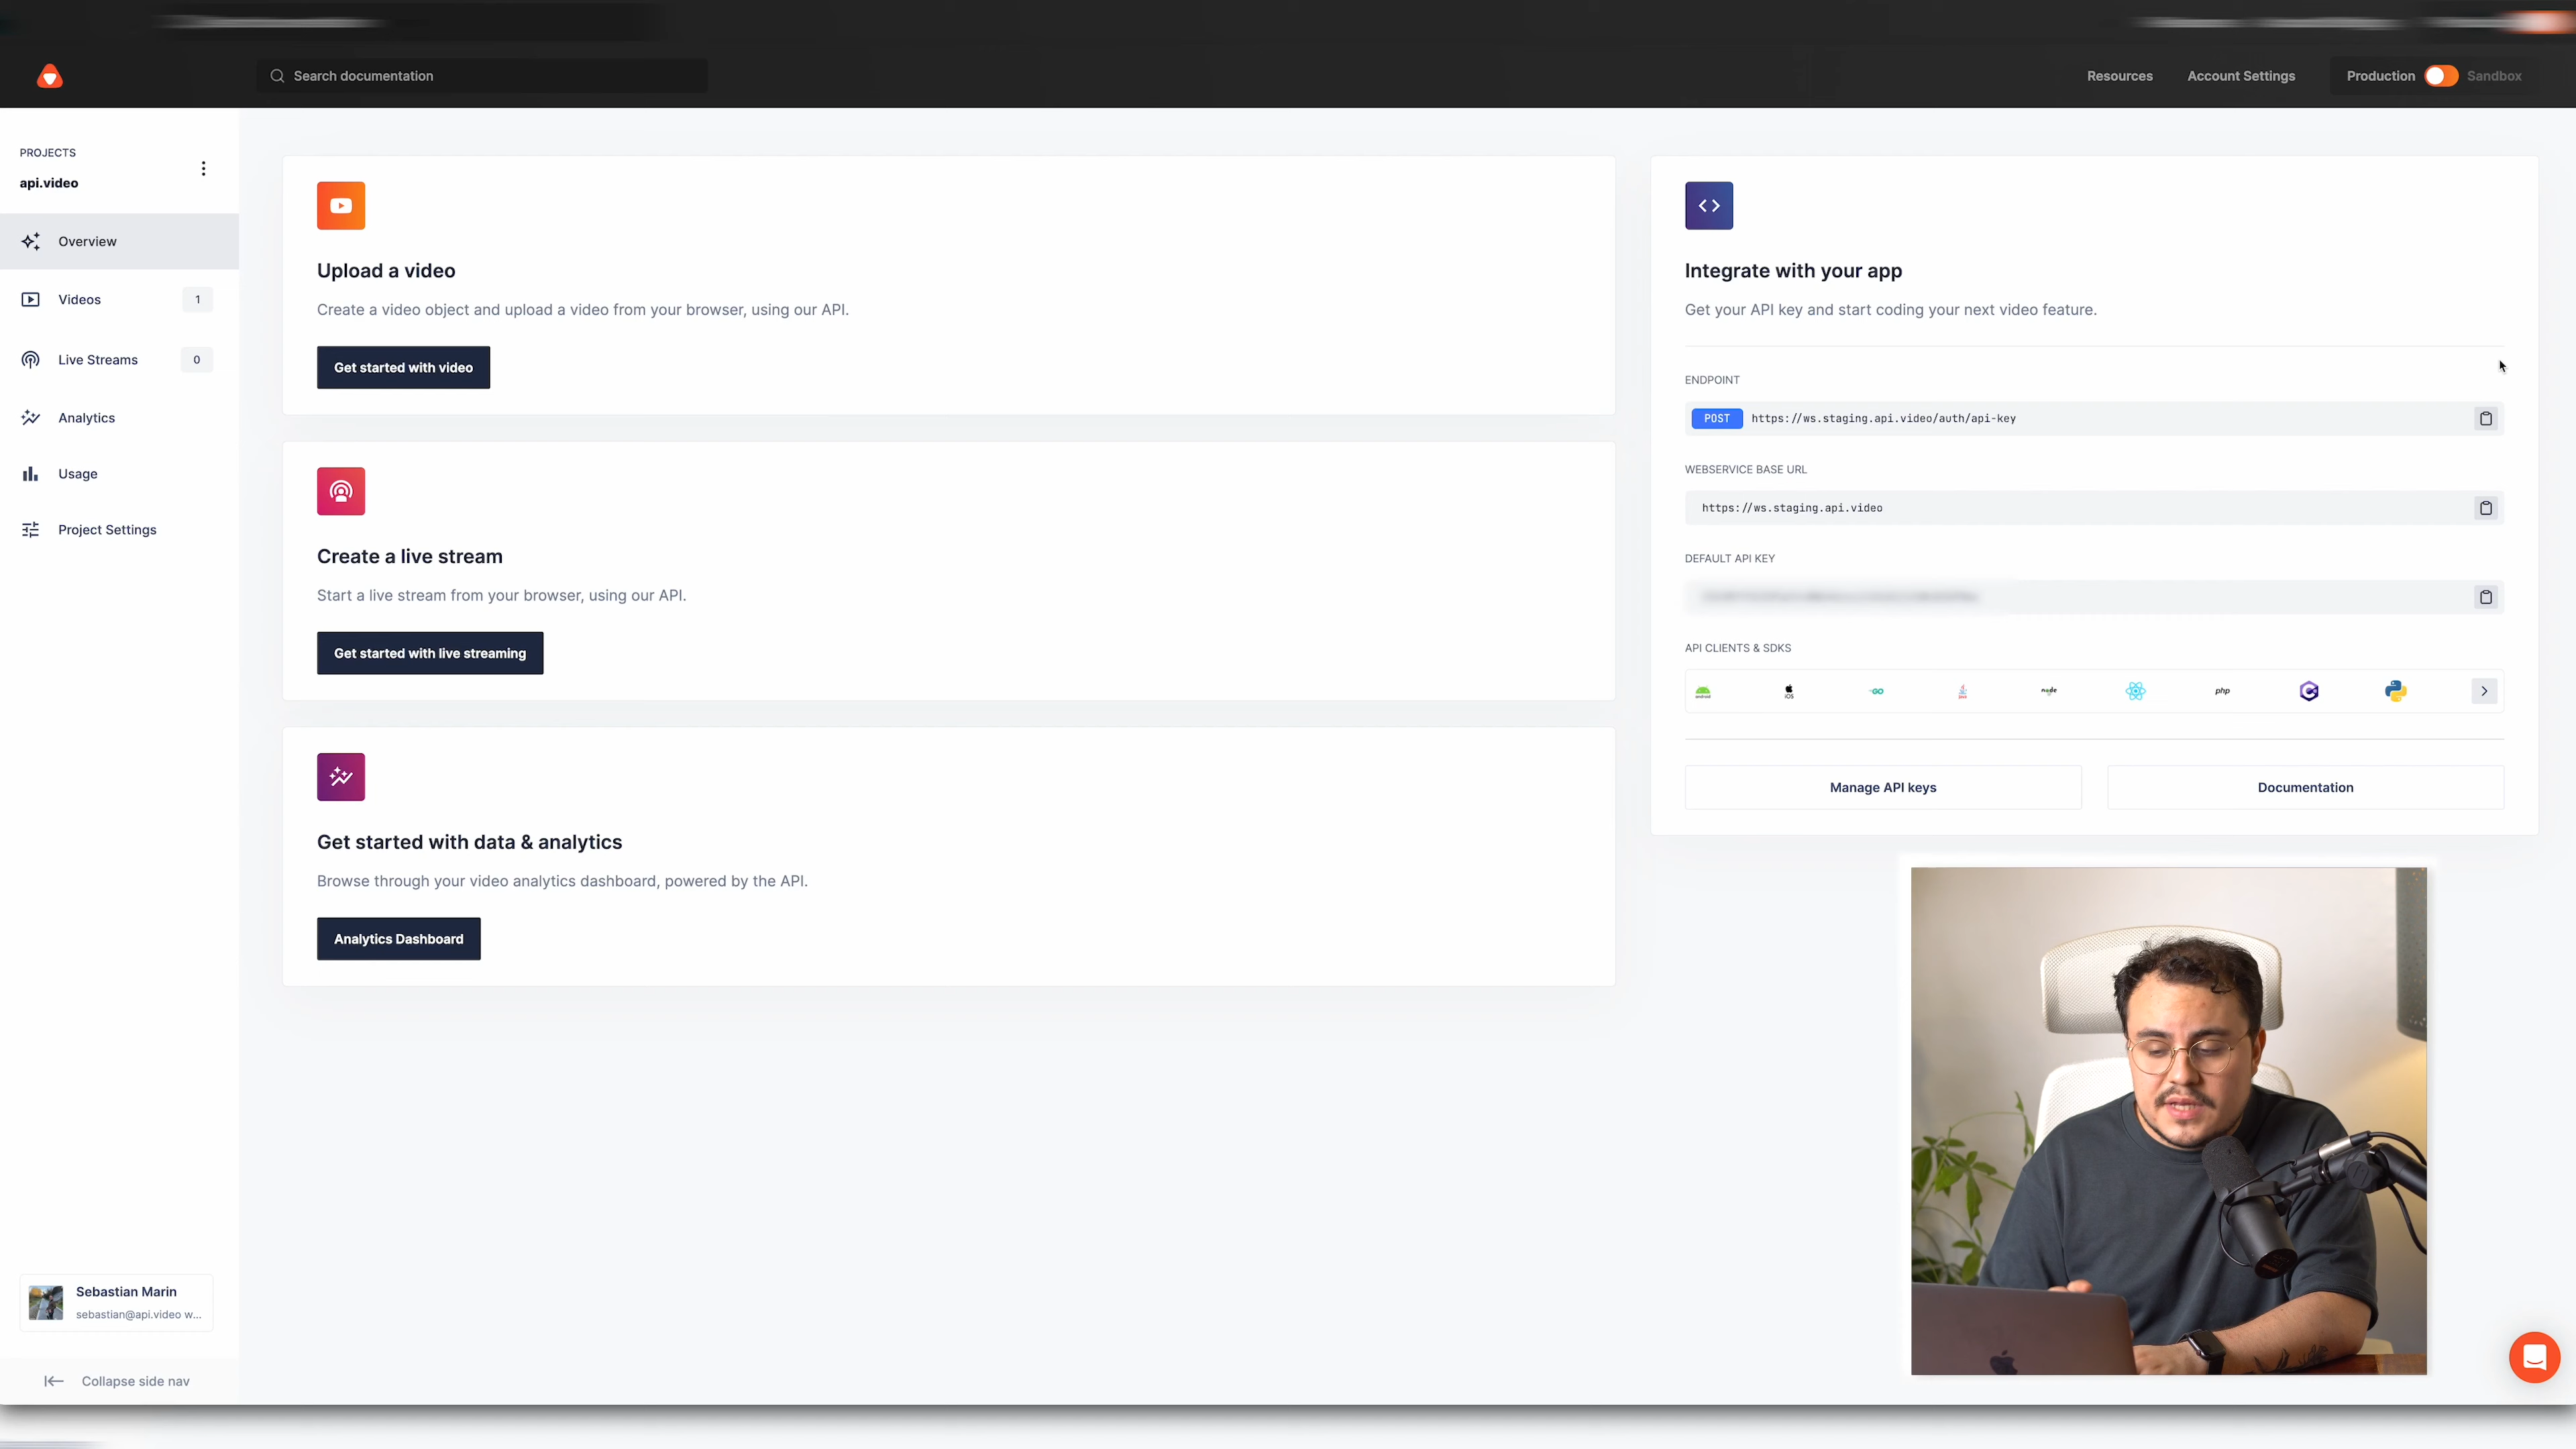 Search documentation
Resources
Account Settings
Production
Sandbox
PROJECTS
api.video
Overview
Videos
1
Live Streams
0
Analytics
Usage
Project Settings
Upload a video
Create a video object and upload a video from your browser, using our API.
Get started with video
Create a live stream
Start a live stream from your browser, using our API.
Get started with live streaming
Get started with data & analytics
Browse through your video analytics dashboard, powered by the API.
Analytics Dashboard
Integrate with your app
Get your API key and start coding your next video feature.
ENDPOINT
POST https://ws.staging.api.video/auth/api-key
WEBSERVICE BASE URL
https://ws.staging.api.video
DEFAULT API KEY
API CLIENTS & SDKS
android
iOS
GO
Java
node
php
Manage API keys
Documentation
Sebastian Marin
sebastian@api.video w...
Collapse side nav